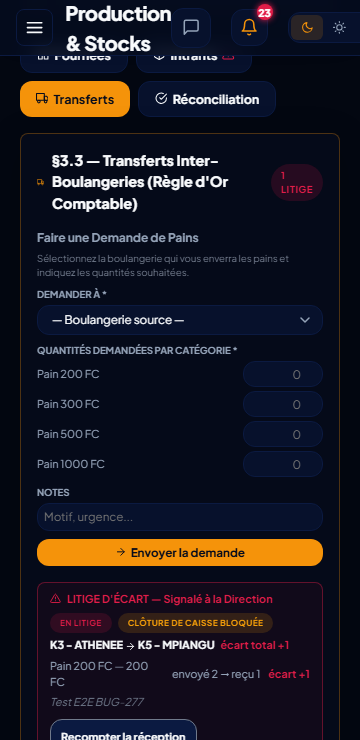 Production
& Stocks
23
Fournées
Intrants
Transferts
Réconciliation
§3.3 — Transferts Inter-
Boulangeries (Règle d'Or
Comptable)
1
LITIGE
Faire une Demande de Pains
Sélectionnez la boulangerie qui vous enverra les pains et
indiquez les quantités souhaitées.
DEMANDER À *
— Boulangerie source —
QUANTITÉS DEMANDÉES PAR CATÉGORIE *
Pain 200 FC
0
Pain 300 FC
0
Pain 500 FC
0
Pain 1000 FC
0
NOTES
Motif, urgence...
→ Envoyer la demande
LITIGE D'ÉCART — Signalé à la Direction
EN LITIGE
CLÔTURE DE CAISSE BLOQUÉE
K3 - ATHENEE → K5 - MPIANGU écart total +1
Pain 200 FC — 200
FC
envoyé 2 → reçu 1 écart +1
Test E2E BUG-277
Recompter la réception